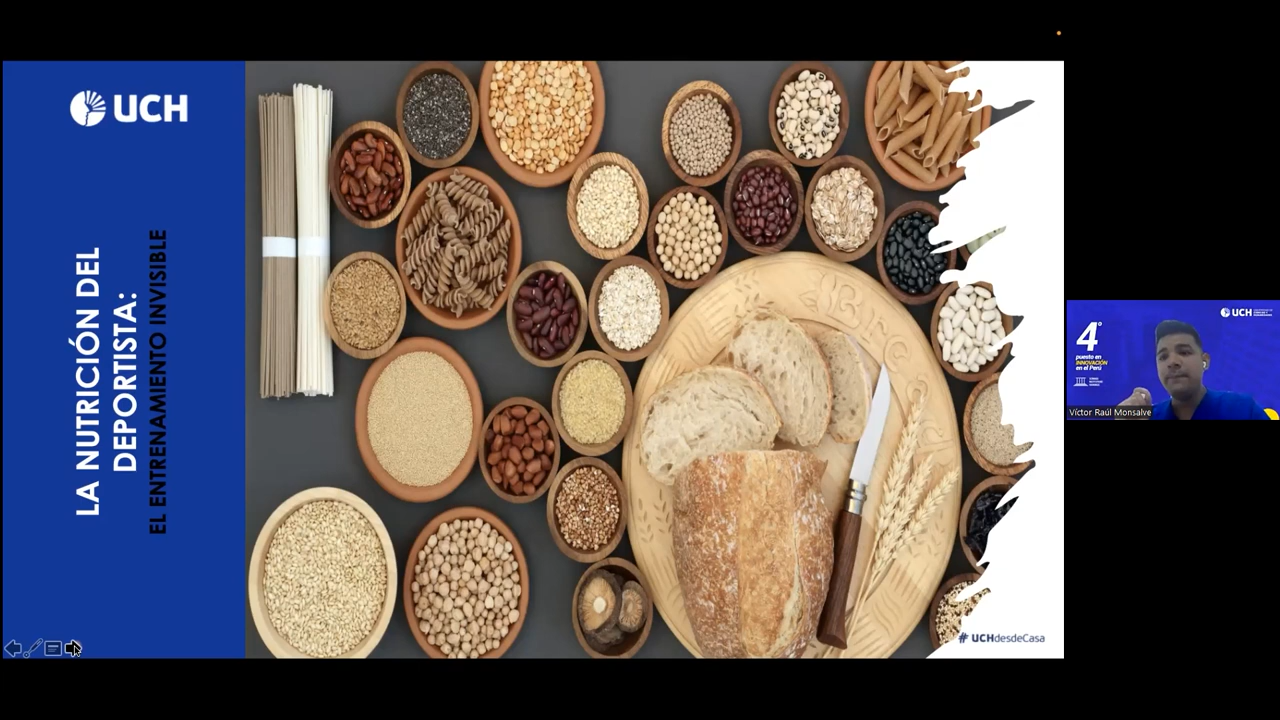 UCH
LA NUTRICIÓN DEL
DEPORTISTA:
EL ENTRENAMIENTO INVISIBLE
# UCHdesdeCasa
UCH
4°
puesto en
INNOVACIÓN
en el Perú
Víctor Raúl Monsalve